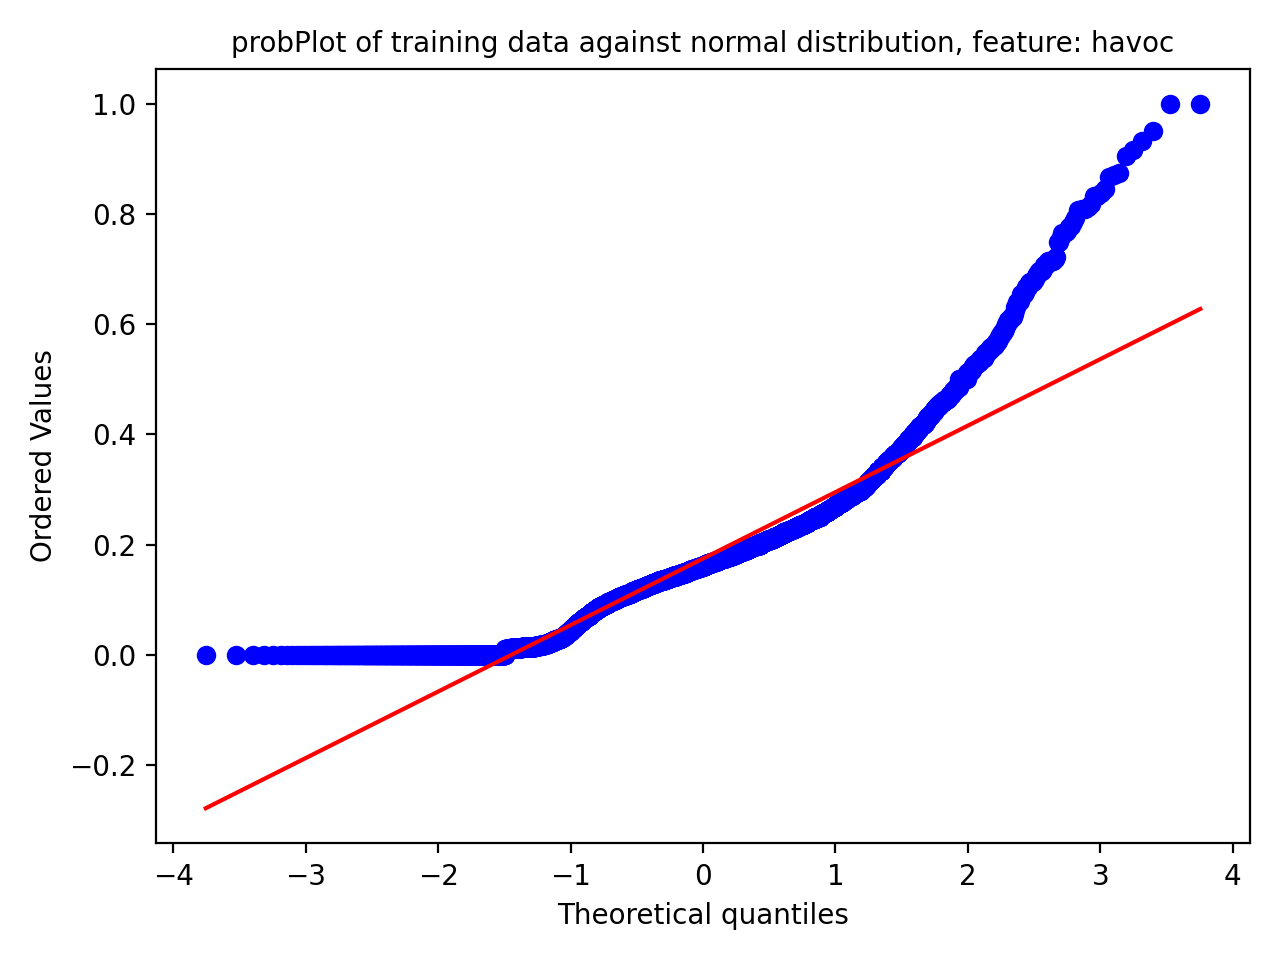 probPlot of training data against normal distribution, feature: havoc
1.0
0.8
0.6
0.4
0.2
0.0
−0.2
Ordered Values
−4 −3 −2 −1 0 1 2 3 4
Theoretical quantiles